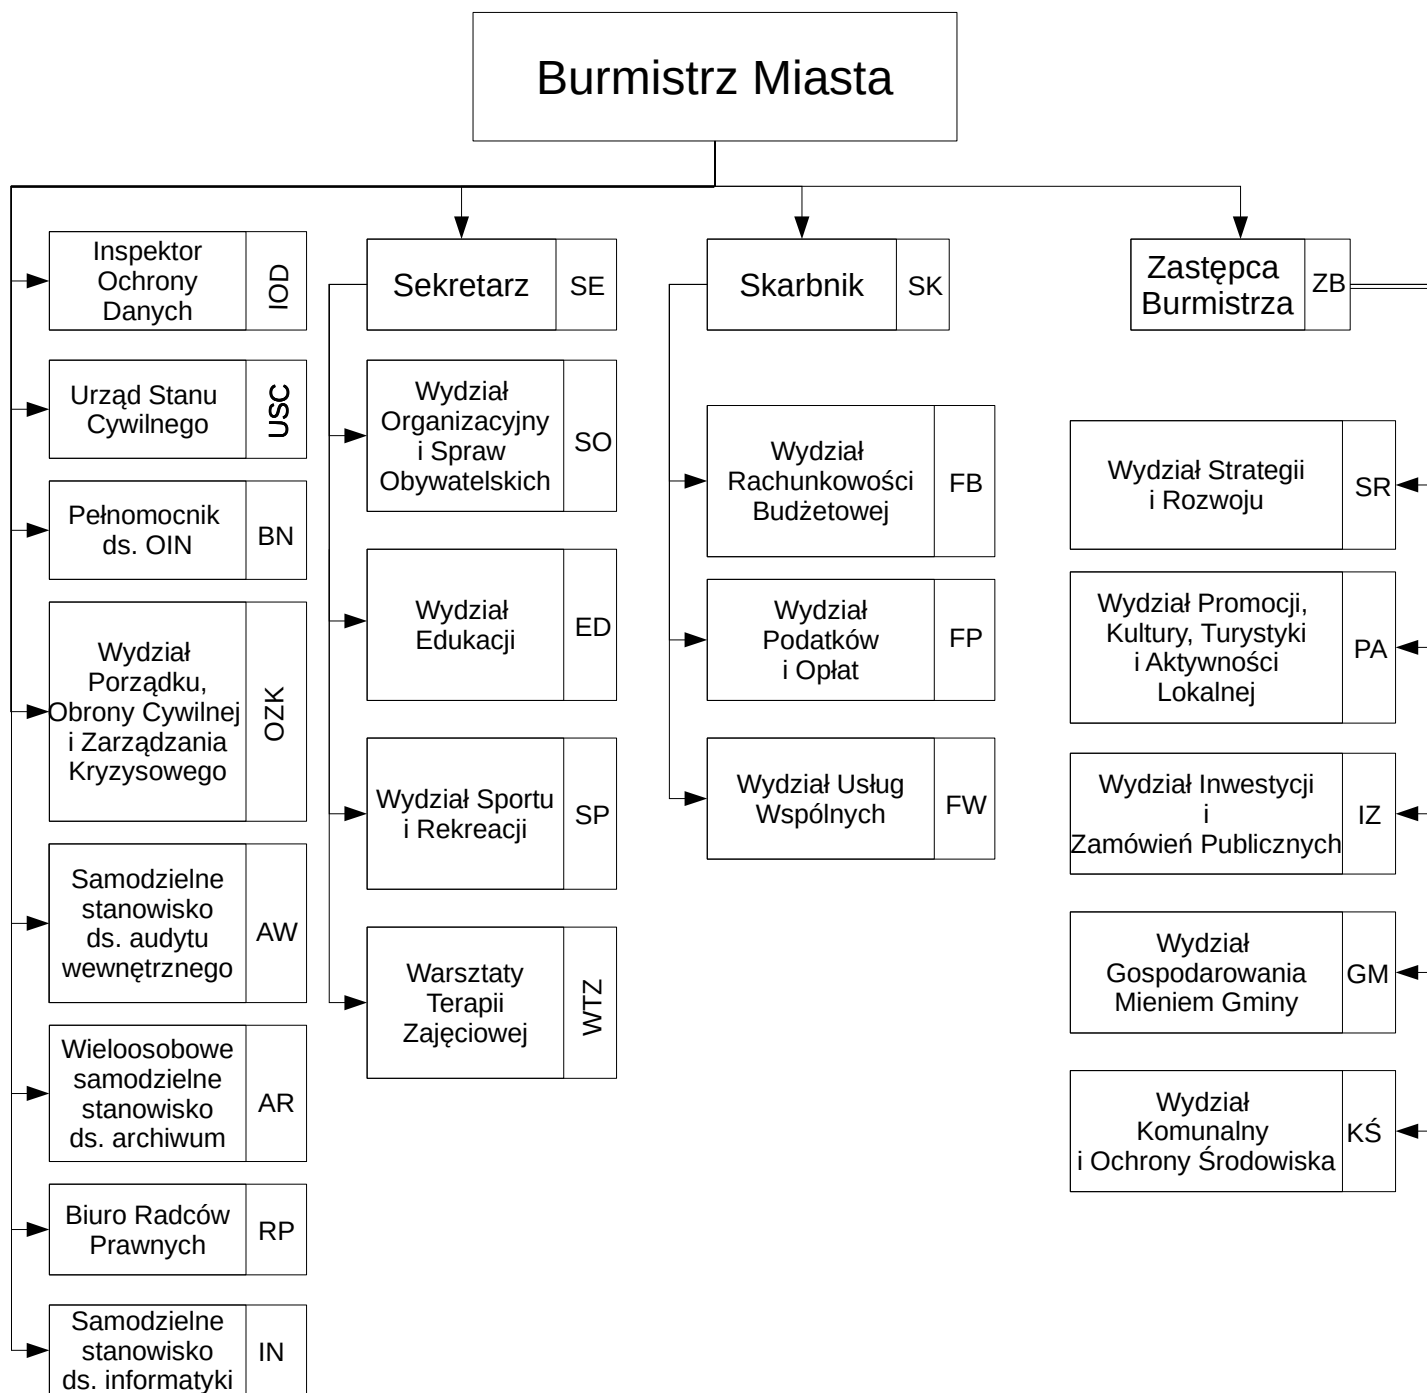 Burmistrz Miasta
Inspektor
Ochrony
Danych
IOD
Urząd Stanu
Cywilnego
USC
Pełnomocnik
ds. OIN
BN
Wydział
Porządku,
Obrony Cywilnej
i Zarządzania
Kryzysowego
OZK
Samodzielne
stanowisko
ds. audytu
wewnętrznego
AW
Wieloosobowe
samodzielne
stanowisko
ds. archiwum
AR
Biuro Radców
Prawnych
RP
Samodzielne
stanowisko
ds. informatyki
IN
Sekretarz
SE
Wydział
Organizacyjny
i Spraw
Obywatelskich
SO
Wydział
Edukacji
ED
Wydział Sportu
i Rekreacji
SP
Warsztaty
Terapii
Zajęciowej
WTZ
Skarbnik
SK
Wydział
Rachunkowości
Budżetowej
FB
Wydział
Podatków
i Opłat
FP
Wydział Usług
Wspólnych
FW
Zastępca
Burmistrza
ZB
Wydział Strategii
i Rozwoju
SR
Wydział Promocji,
Kultury, Turystyki
i Aktywności
Lokalnej
PA
Wydział Inwestycji
i
Zamówień Publicznych
IZ
Wydział
Gospodarowania
Mieniem Gminy
GM
Wydział
Komunalny
i Ochrony Środowiska
KŚ